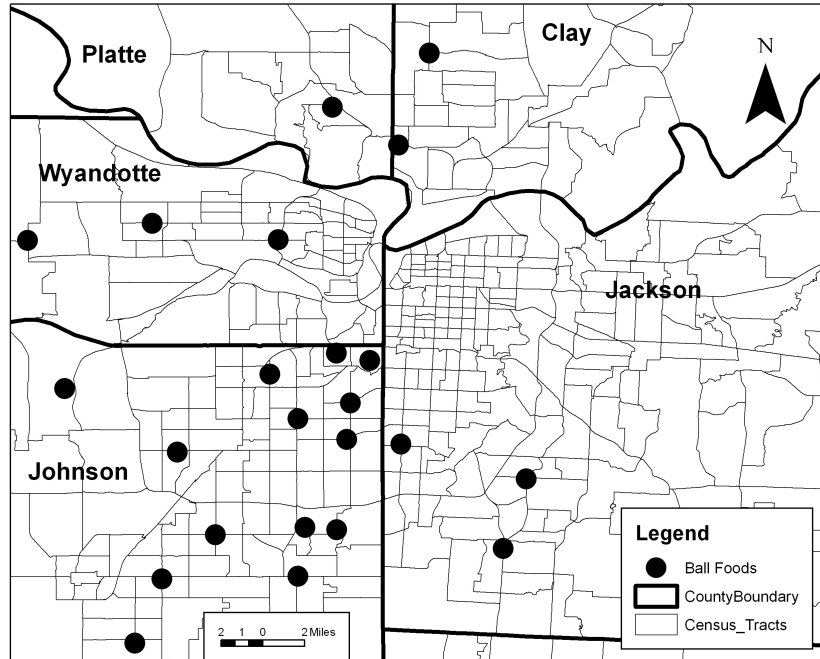 Platte
Clay
N
Wyandotte
Jackson
Johnson
Legend
Ball Foods
CountyBoundary
Census_Tracts
2 1 0 2 Miles